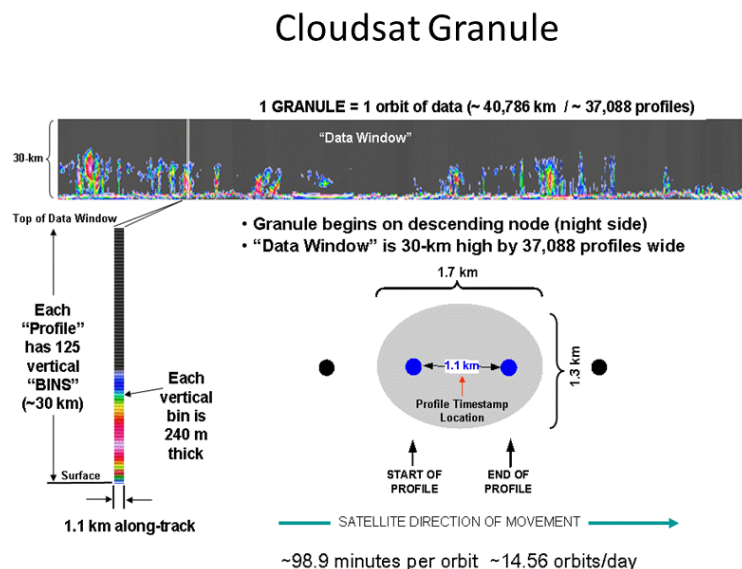 Cloudsat Granule
1 GRANULE = 1 orbit of data (~ 40,786 km / ~ 37,088 profiles)
"Data Window"
30-km
Top of Data Window
• Granule begins on descending node (night side)
• "Data Window" is 30-km high by 37,088 profiles wide
Each
"Profile"
has 125
vertical
"BINS"
(~30 km)
Each
vertical
bin is
240 m
thick
Surface
1.1 km along-track
1.7 km
1.3 km
1.1 km
Profile Timestamp
Location
START OF
PROFILE
END OF
PROFILE
SATELLITE DIRECTION OF MOVEMENT
~98.9 minutes per orbit ~14.56 orbits/day